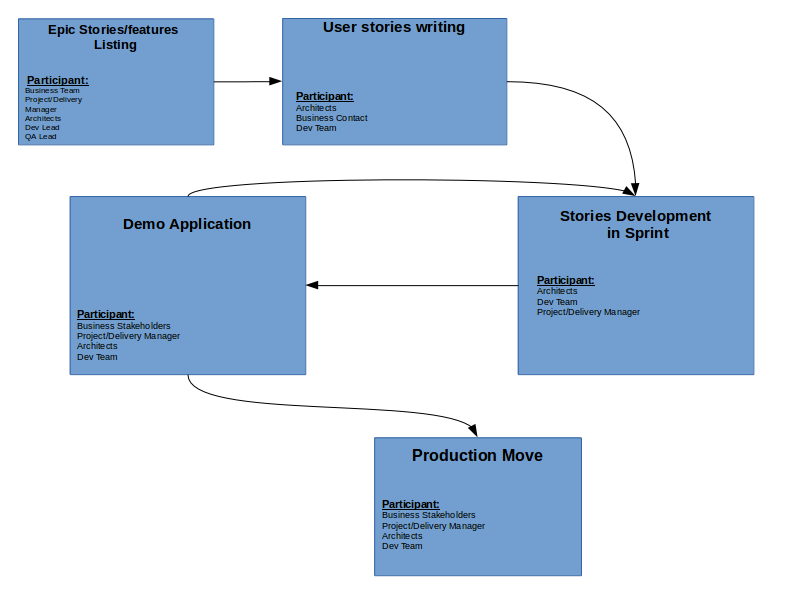 Epic Stories/features
Listing
Participant:
Business Team
Project/Delivery
Manager
Architects
Dev Lead
QA Lead
User stories writing
Participant:
Architects
Business Contact
Dev Team
Demo Application
Participant:
Business Stakeholders
Project/Delivery Manager
Architects
Dev Team
Stories Development
in Sprint
Participant:
Architects
Dev Team
Project/Delivery Manager
Production Move
Participant:
Business Stakeholders
Project/Delivery Manager
Architects
Dev Team